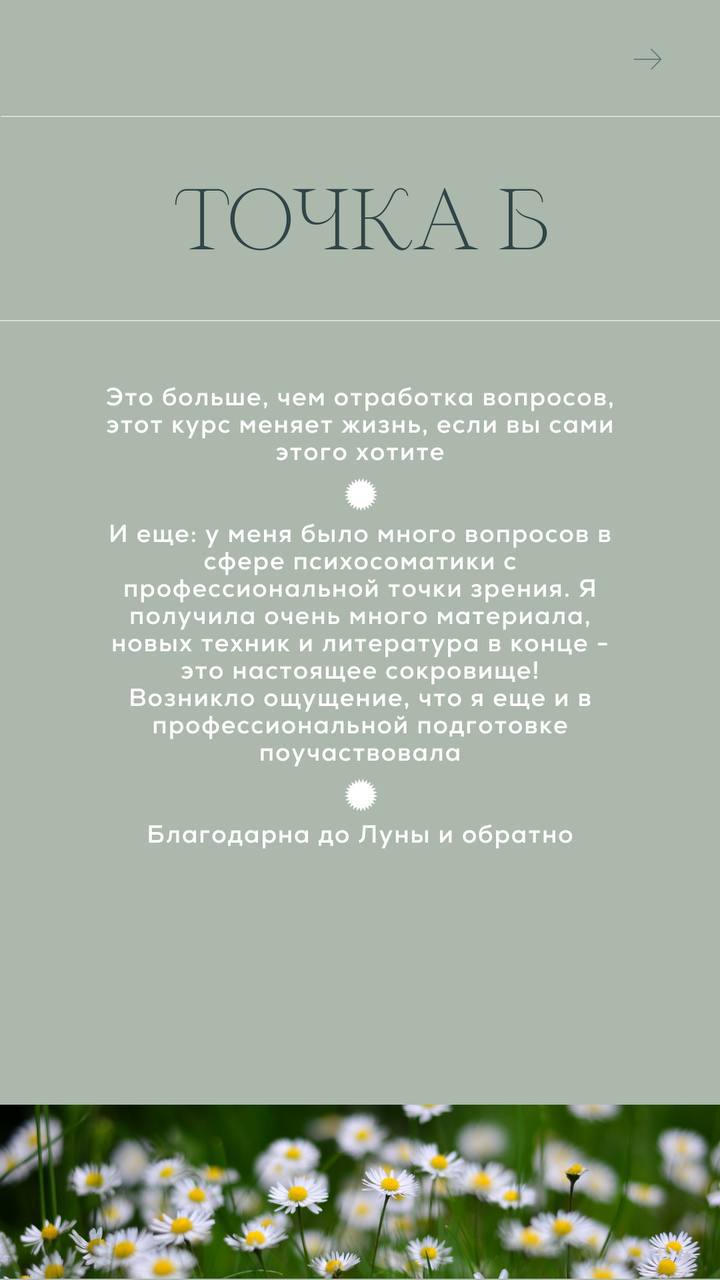 ТОЧКА Б
Это больше, чем отработка вопросов,
этот курс меняет жизнь, если вы сами
этого хотите
И еще: у меня было много вопросов в
сфере психосоматики с
профессиональной точки зрения. Я
получила очень много материала,
новых техник и литература в конце -
это настоящее сокровище!
Возникло ощущение, что я еще и в
профессиональной подготовке
поучаствовала
Благодарна до Луны и обратно